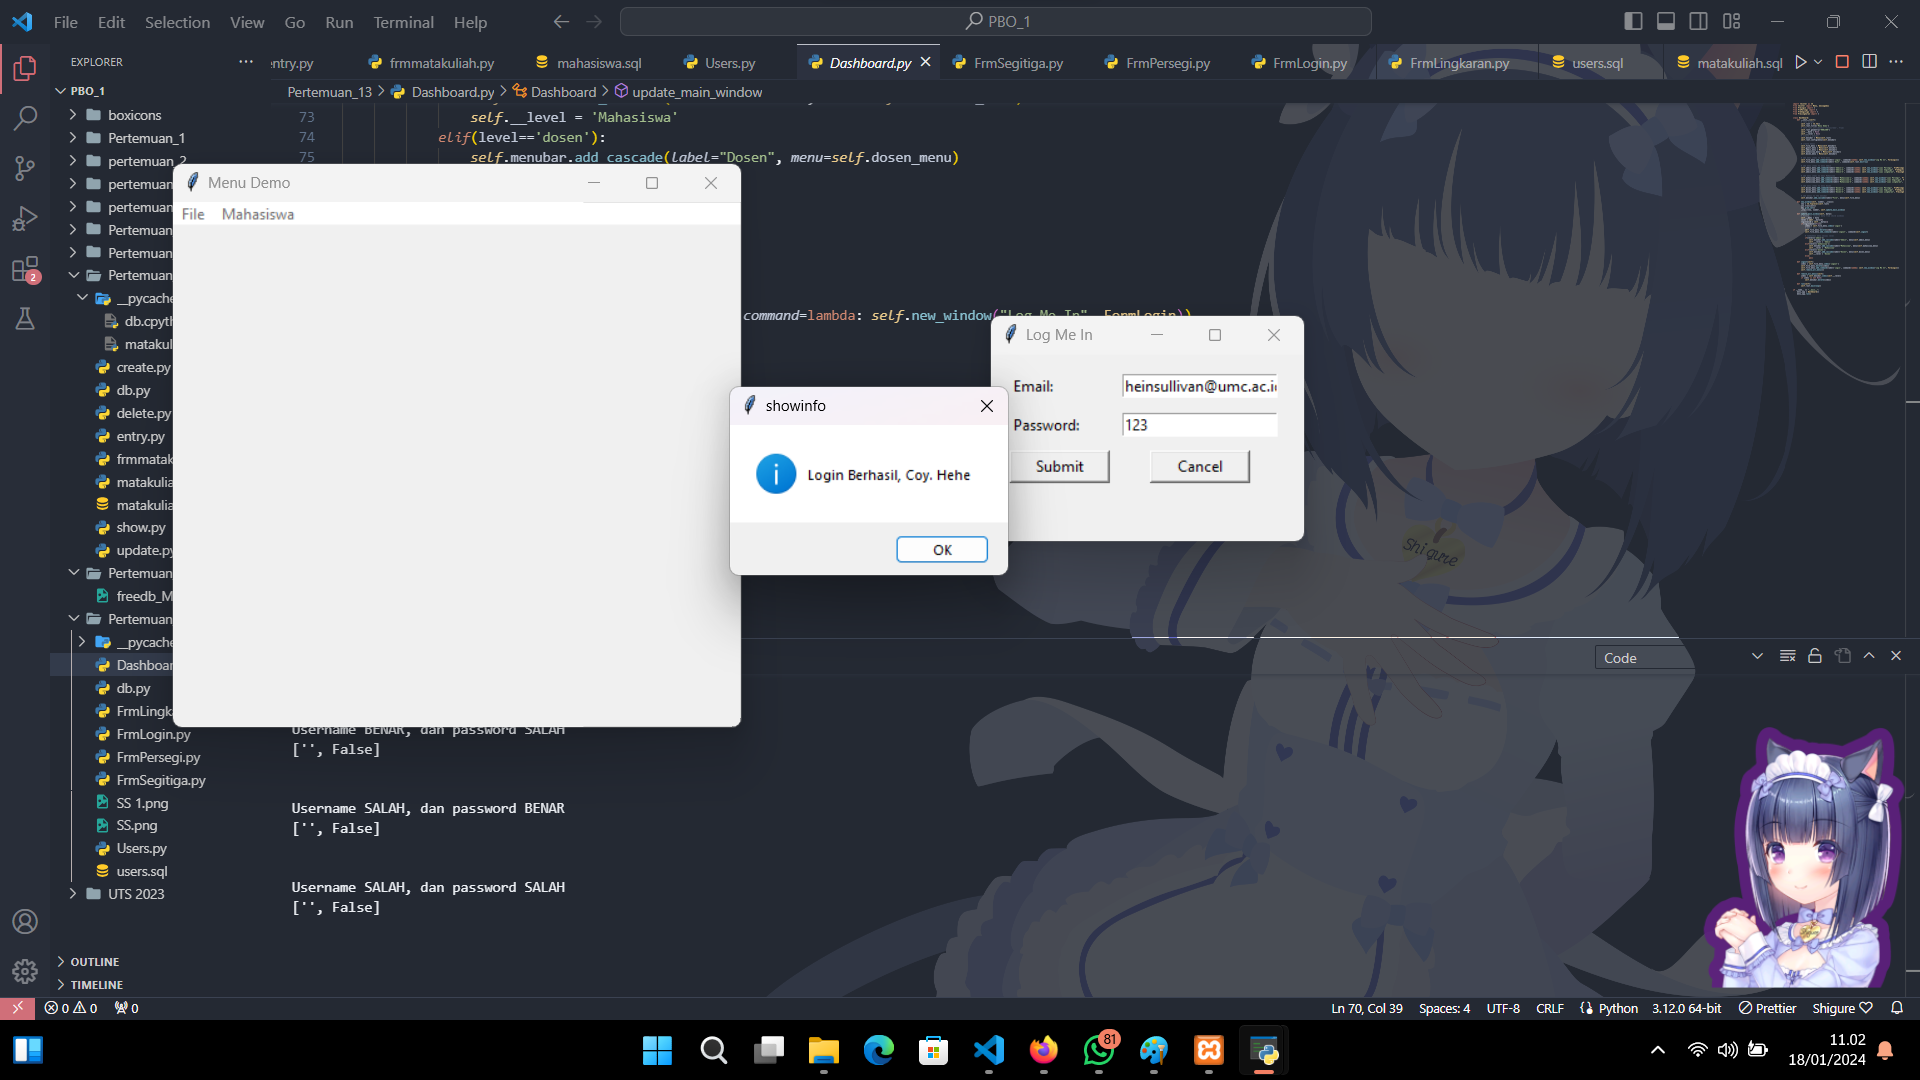 File Edit Selection View Go Run Terminal Help
PBO_1
EXPLORER
entry.py
frmmatakuliah.py
mahasiswa.sql
Users.py
Dashboard.py
FrmSegitiga.py
FrmPersegi.py
FrmLogin.py
FrmLingkaran.py
users.sql
matakuliah.sql
Pertemuan_13 > Dashboard.py > Dashboard > update_main_window
PBO_1
boxicons
Pertemuan_1
pertemuan_2
pertemuan
pertemuan
Pertemuan
Pertemuan
Pertemuan
__pycache
db.cpyth
matakul
create.py
db.py
delete.py
entry.py
frmmatak
matakulia
matakulia
show.py
update.py
Pertemuan
freedb_M
Pertemuan
__pycache
Dashboar
db.py
FrmLingka
FrmLogin.py
FrmPersegi.py
FrmSegitiga.py
SS 1.png
SS.png
Users.py
users.sql
UTS 2023
OUTLINE
TIMELINE
73 self.__level = 'Mahasiswa'
74 elif(level=='dosen'):
75 self.menubar.add_cascade(label="Dosen", menu=self.dosen_menu)
command=lambda: self.new_window("Log Me In", FormLogin))
Menu Demo
File Mahasiswa
Log Me In
Email: heinsullivan@umc.ac.i
Password: 123
Submit Cancel
showinfo
Login Berhasil, Coy. Hehe
OK
Shigure
Code
Username BENAR, dan password SALAH
['', False]
Username SALAH, dan password BENAR
['', False]
Username SALAH, dan password SALAH
['', False]
2
0 0 0
Ln 70, Col 39 Spaces: 4 UTF-8 CRLF Python 3.12.0 64-bit Prettier Shigure
81
11.02
18/01/2024